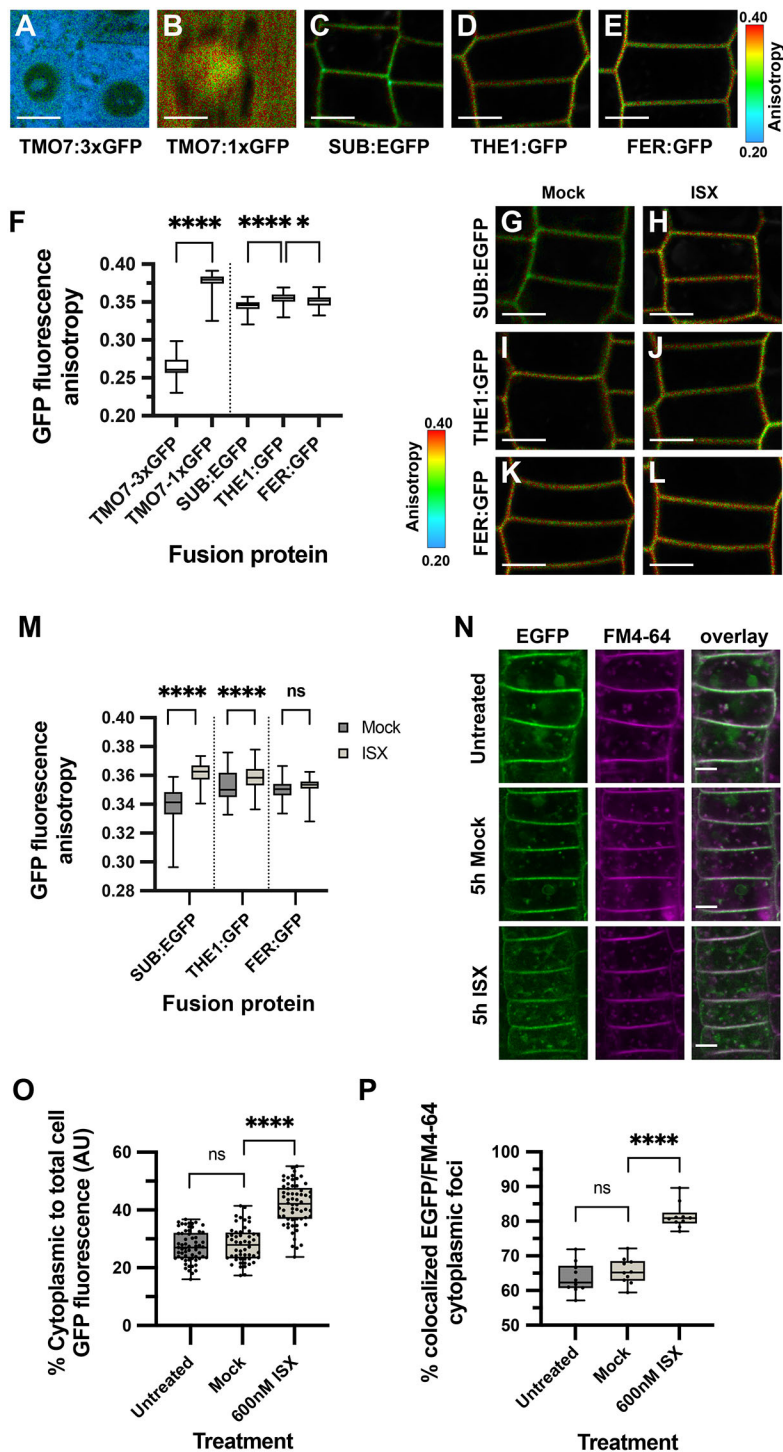 A
B
C
D
E
0.40
Anisotropy
0.20
TMO7:3xGFP
TMO7:1xGFP
SUB:EGFP
THE1:GFP
FER:GFP
F
**** **** *
0.40
0.35
0.30
0.25
0.20
GFP fluorescence
anisotropy
TMO7-3xGFP
TMO7-1xGFP
SUB:EGFP
THE1:GFP
FER:GFP
Fusion protein
Mock
ISX
SUB:EGFP
G
H
THE1:GFP
I
J
FER:GFP
K
L
0.40
Anisotropy
0.20
M
**** **** ns
0.40
0.38
0.36
0.34
0.32
0.30
0.28
GFP fluorescence
anisotropy
Mock
ISX
SUB:EGFP
THE1:GFP
FER:GFP
Fusion protein
N
EGFP
FM4-64
overlay
Untreated
5h Mock
5h ISX
O
% Cytoplasmic to total cell
GFP fluorescence (AU)
60
40
20
0
ns
****
Untreated
Mock
600nM ISX
Treatment
P
% colocalized EGFP/FM4-64
cytoplasmic foci
100
90
80
70
60
50
ns
****
Untreated
Mock
600nM ISX
Treatment